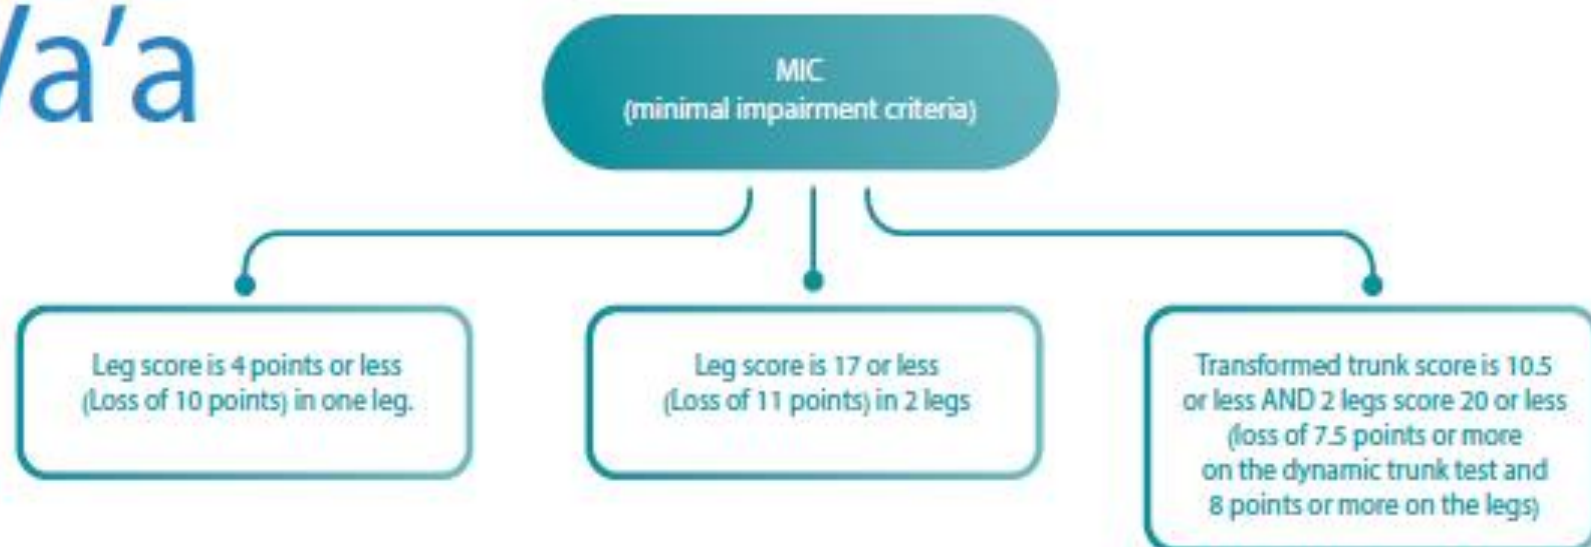 Va'a
MIC
(minimal impairment criteria)
Leg score is 4 points or less
(Loss of 10 points) in one leg.
Leg score is 17 or less
(Loss of 11 points) in 2 legs
Transformed trunk score is 10.5
or less AND 2 legs score 20 or less
(loss of 7.5 points or more
on the dynamic trunk test and
8 points or more on the legs)